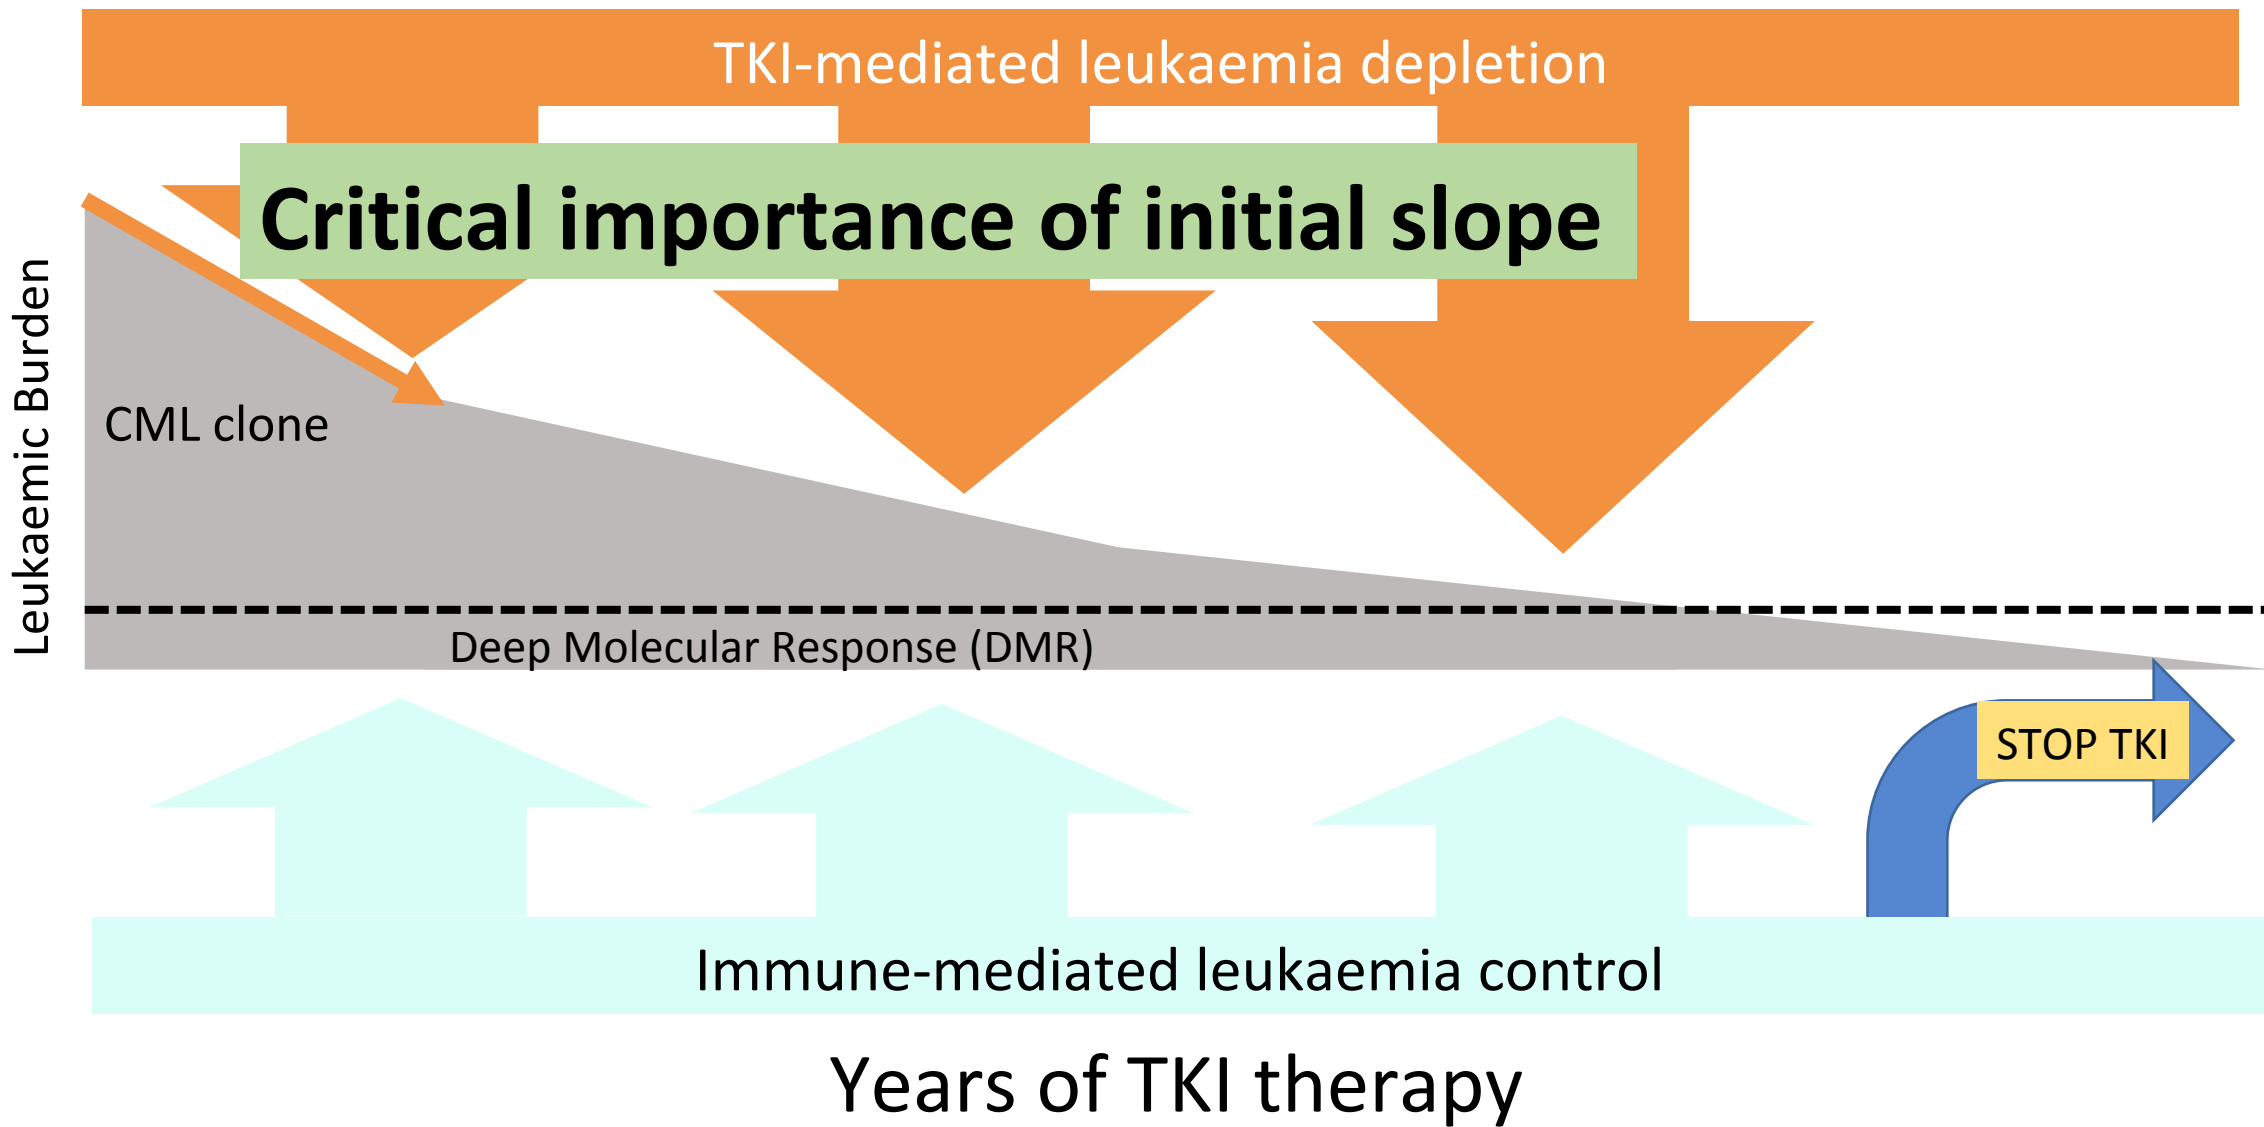 TKI-mediated leukaemia depletion
Critical importance of initial slope
Leukaemic Burden
CML clone
Deep Molecular Response (DMR)
STOP TKI
Immune-mediated leukaemia control
Years of TKI therapy